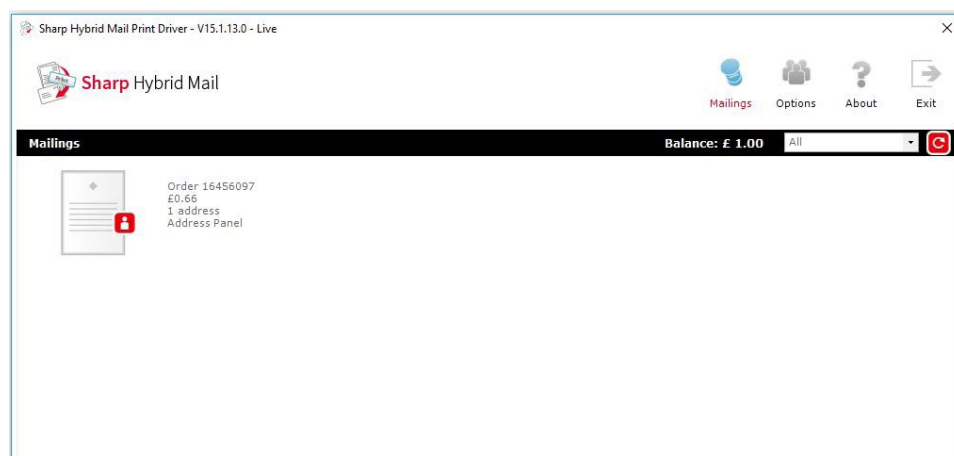 Sharp Hybrid Mail Print Driver - V15.1.13.0 - Live
Print
Sharp Hybrid Mail
Mailings
Options
About
Exit
Mailings
Balance: £ 1.00
All
Order 16456097
£0.66
1 address
Address Panel